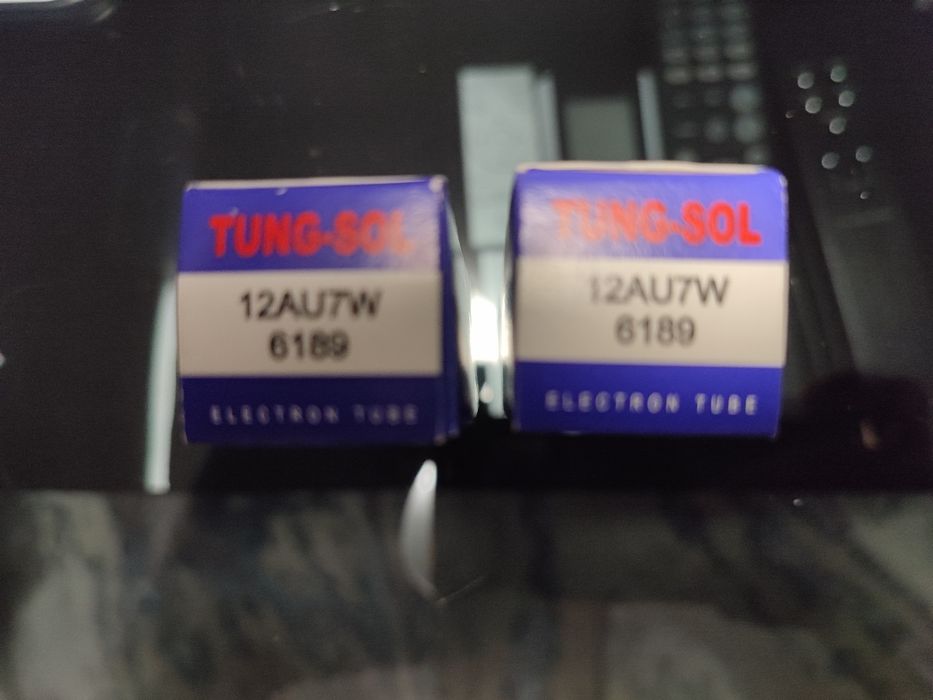 TUNG-SOL
12AU7W
6189
ELECTRON TUBE
TUNG-SOL
12AU7W
6189
ELECTRON TUBE